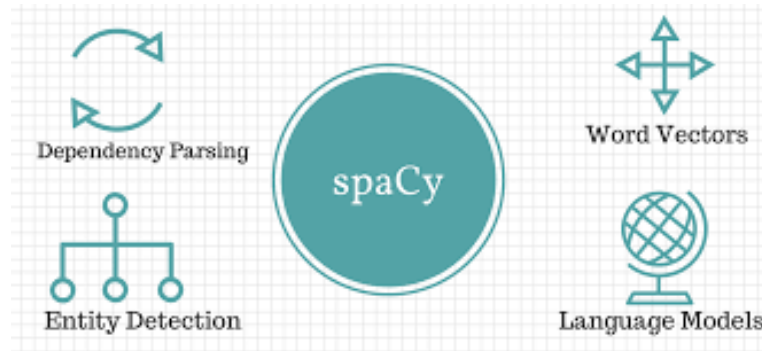 Dependency Parsing
Entity Detection
spaCy
Word Vectors
Language Models